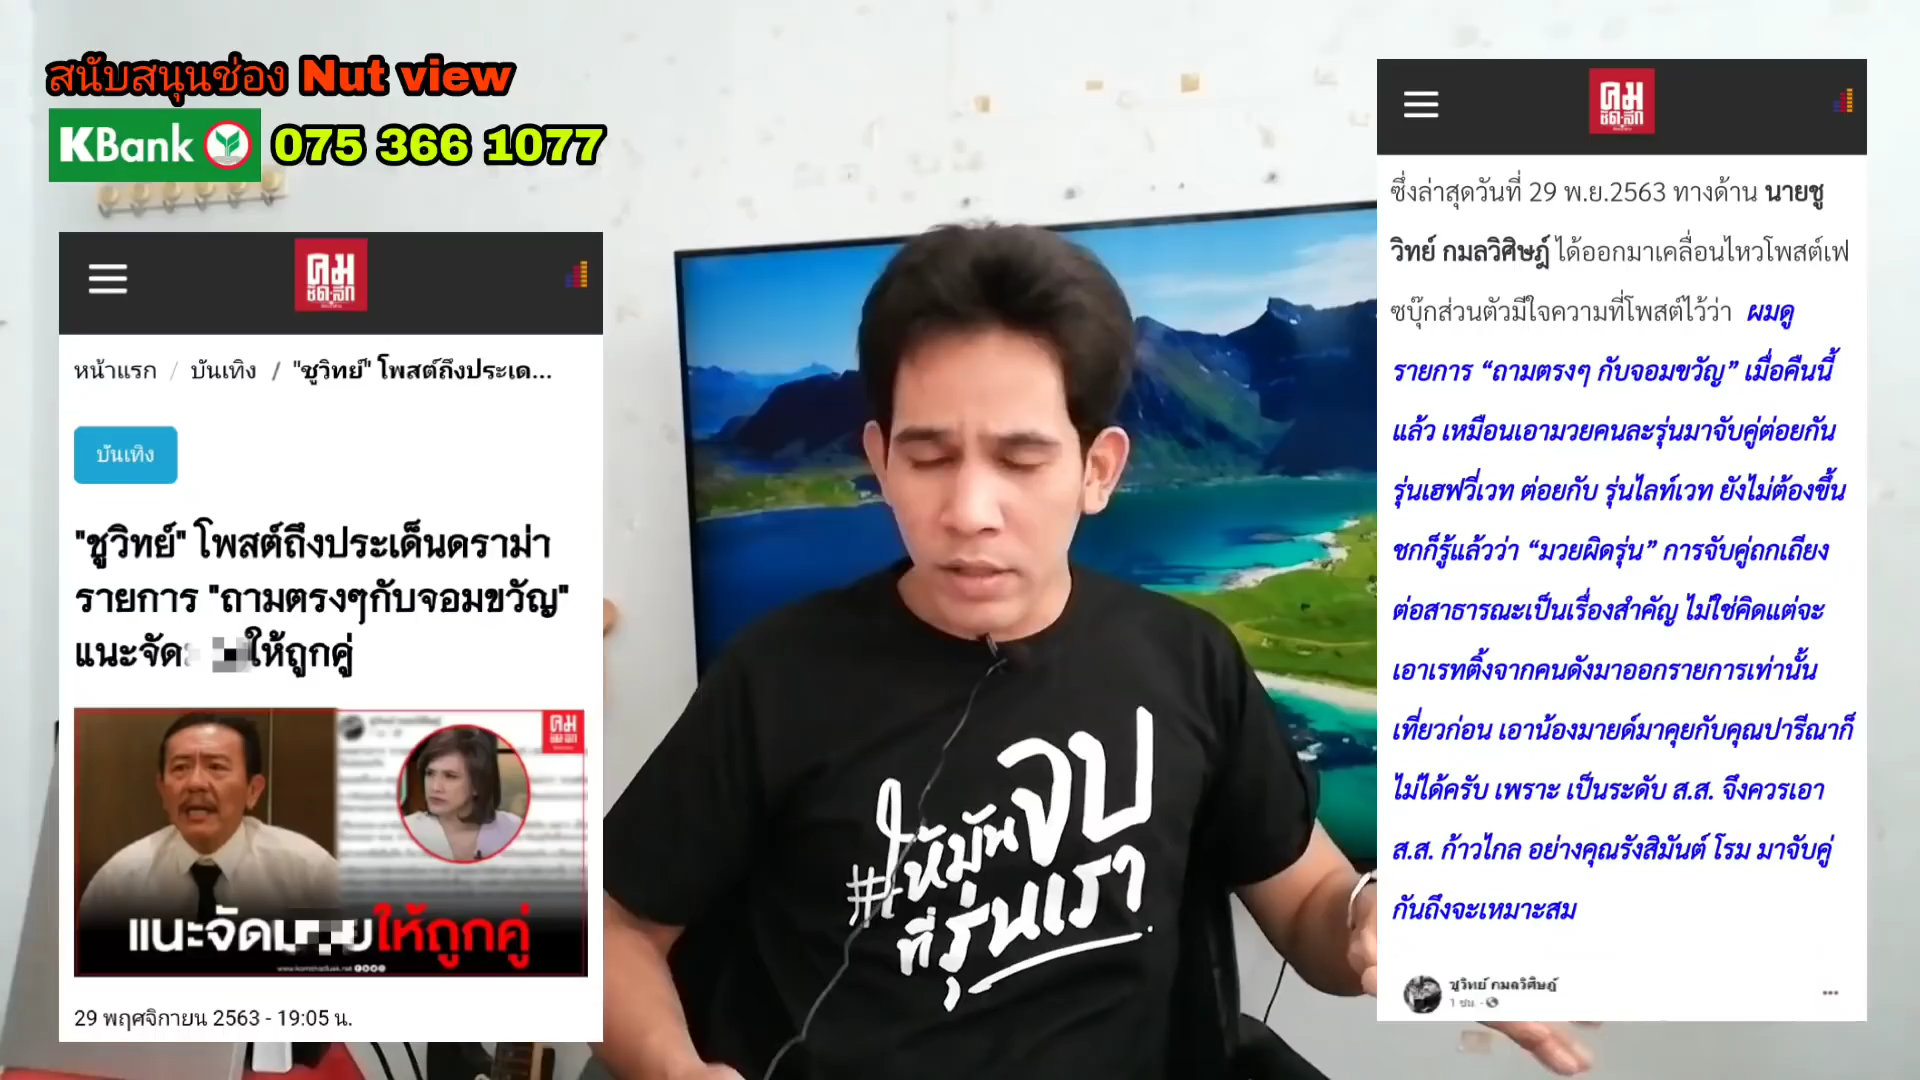 สนับสนุนช่อง Nut view
KBank 075 366 1077
คม
ชัด ลึก
หน้าแรก / บันเทิง / "ชูวิทย์" โพสต์ถึงประเด...
บันเทิง
"ชูวิทย์" โพสต์ถึงประเด็นดราม่า
รายการ "ถามตรงๆกับจอมขวัญ"
แนะจัด ให้ถูกคู่
คม
ชัด ลึก
แนะจัดม ยให้ถูกคู่
www.komchadluek.net
29 พฤศจิกายน 2563 - 19:05 น.
#ให้มันจบ
ที่รุ่นเรา
คม
ชัด ลึก
ซึ่งล่าสุดวันที่ 29 พ.ย.2563 ทางด้าน นายชู
วิทย์ กมลวิศิษฎ์ ได้ออกมาเคลื่อนไหวโพสต์เฟ
ซบุ๊กส่วนตัวมีใจความที่โพสต์ไว้ว่า ผมดู
รายการ “ถามตรงๆ กับจอมขวัญ” เมื่อคืนนี้
แล้ว เหมือนเอามวยคนละรุ่นมาจับคู่ต่อยกัน
รุ่นเฮฟวี่เวท ต่อยกับ รุ่นไลท์เวท ยังไม่ต้องขึ้น
ชกก็รู้แล้วว่า “มวยผิดรุ่น” การจับคู่ถกเถียง
ต่อสาธารณะเป็นเรื่องสำคัญ ไม่ใช่คิดแต่จะ
เอาเรทติ้งจากคนดังมาออกรายการเท่านั้น
เที่ยวก่อน เอาน้องมายด์มาคุยกับคุณปารีณาก็
ไม่ได้ครับ เพราะ เป็นระดับ ส.ส. จึงควรเอา
ส.ส. ก้าวไกล อย่างคุณรังสิมันต์ โรม มาจับคู่
กันถึงจะเหมาะสม
ชูวิทย์ กมลวิศิษฎ์
1 ชม.